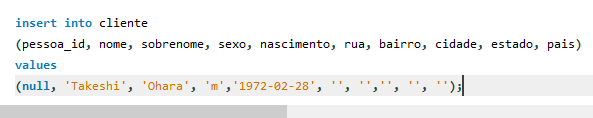 insert into cliente
(pessoa_id, nome, sobrenome, sexo, nascimento, rua, bairro, cidade, estado, pais)
values
(null, 'Takeshi', 'Ohara', 'm','1972-02-28', '', '','', '', '');